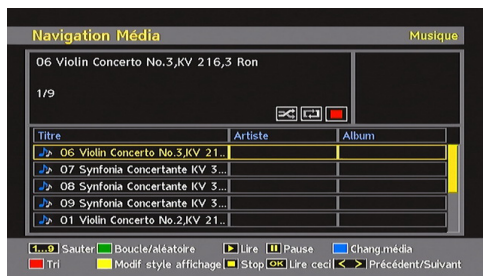 Navigation Média Musique
06 Violin Concerto No.3,KV 216,3 Ron
1/9
Titre Artiste Album
06 Violin Concerto No.3,KV 21..
07 Synfonia Concertante KV 3...
08 Synfonia Concertante KV 3...
09 Synfonia Concertante KV 3...
01 Violin Concerto No.2,KV 21..
1...9 Sauter Boucle/aléatoire Lire Pause Chang.média
Tri Modif style affichage Stop OK Lire ceci < > Précédent/Suivant